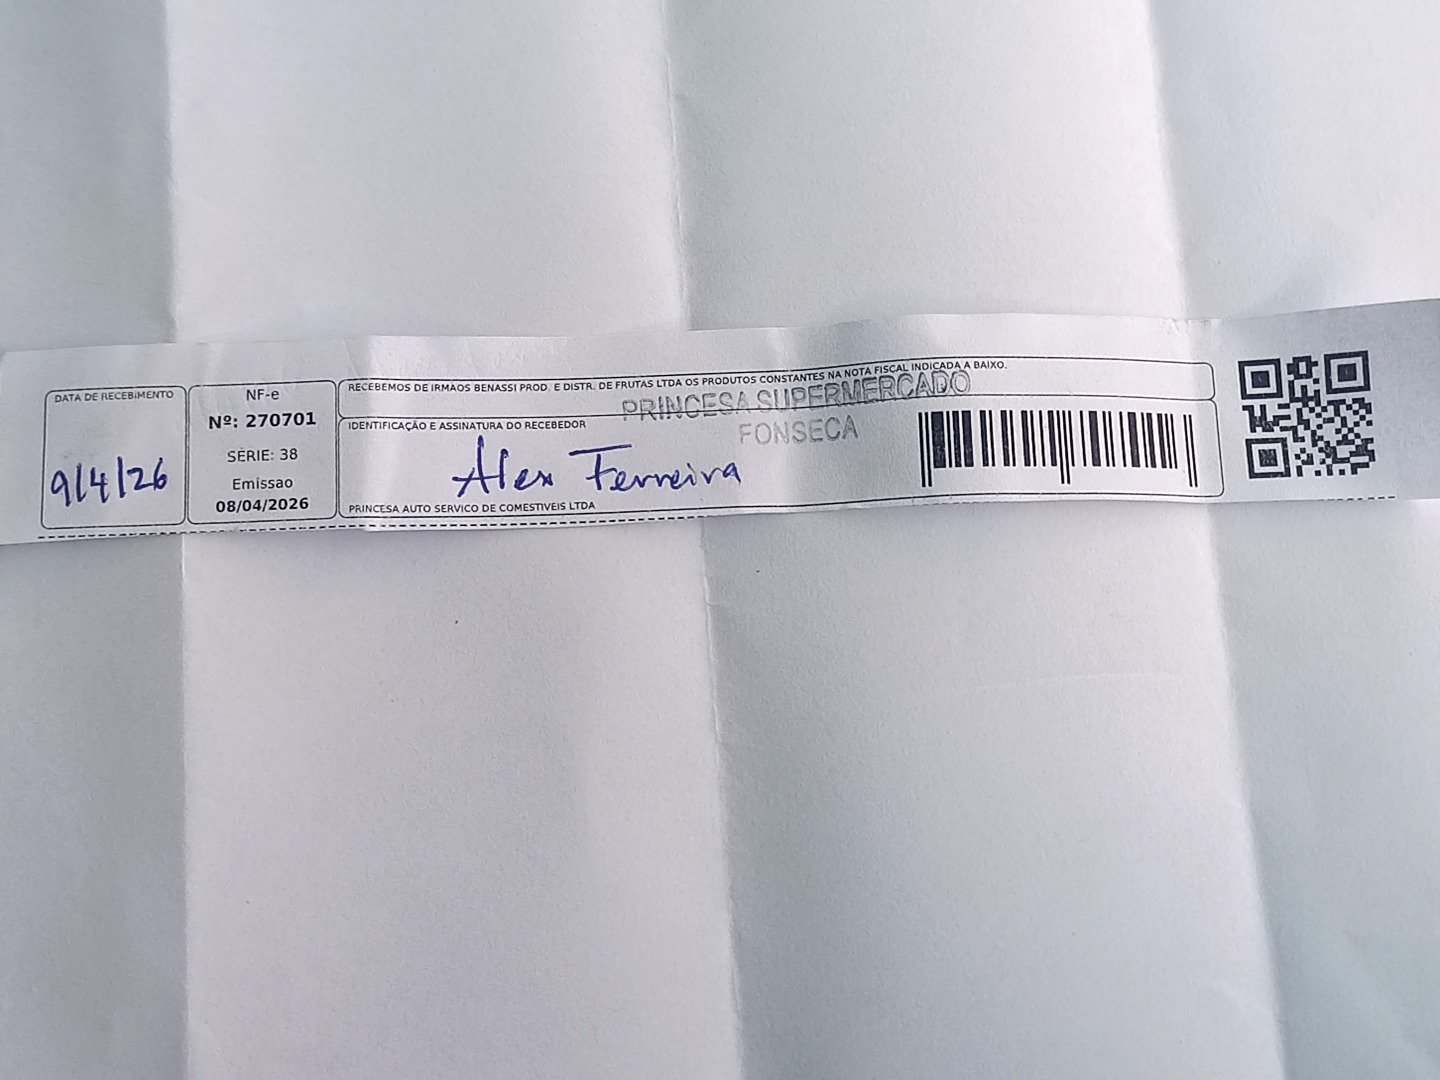 DATA DE RECEBIMENTO
9/4/26
NF-e
Nº: 270701
SÉRIE: 38
Emissao
08/04/2026
RECEBEMOS DE IRMAOS BENASSI PROD. E DISTR. DE FRUTAS LTDA OS PRODUTOS CONSTANTES NA NOTA FISCAL INDICADA A BAIXO.
PRINCESA SUPERMERCADO
FONSECA
IDENTIFICAÇÃO E ASSINATURA DO RECEBEDOR
Alex Ferreira
PRINCESA AUTO SERVICO DE COMESTIVEIS LTDA